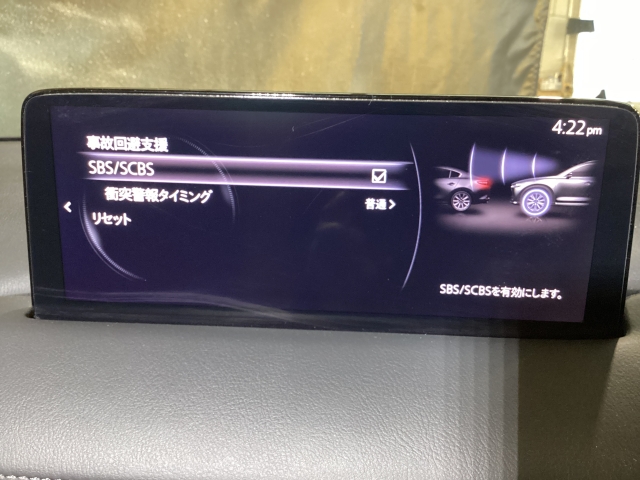 4:22pm
事故回避支援
SBS/SCBS
衝突警報タイミング 普通
リセット
SBS/SCBSを有効にします。